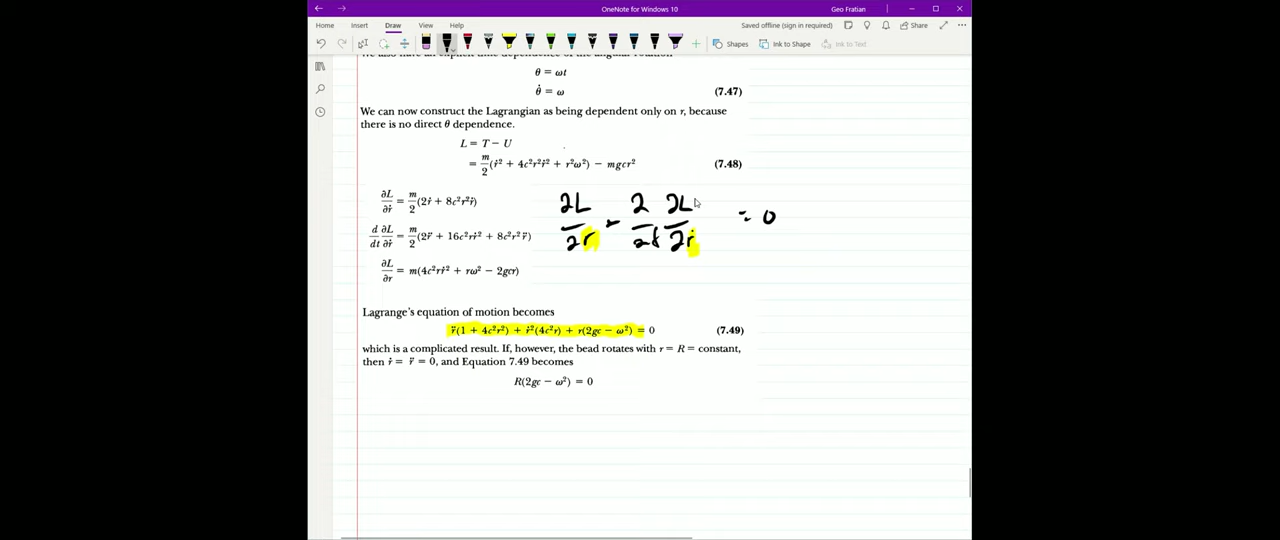 OneNote for Windows 10
Geo Fratian
Home Insert Draw View Help
Saved offline (sign in required)
Share
Shapes
Ink to Shape
Ink to Text
θ = ωt
θ̇ = ω (7.47)
We can now construct the Lagrangian as being dependent only on r, because
there is no direct θ dependence.
L = T − U
= m/2 (ṙ² + 4c²r²ṙ² + r²ω²) − mgcr² (7.48)
∂L/∂ṙ = m/2 (2ṙ + 8c²r²ṙ)
d/dt ∂L/∂ṙ = m/2 (2r̈ + 16c²rṙ² + 8c²r²r̈)
∂L/∂r = m(4c²rṙ² + rω² − 2gcr)
∂L/∂r − ∂/∂t ∂L/∂ṙ = 0
Lagrange's equation of motion becomes
r̈(1 + 4c²r²) + ṙ²(4c²r) + r(2gc − ω²) = 0 (7.49)
which is a complicated result. If, however, the bead rotates with r = R = constant,
then ṙ = r̈ = 0, and Equation 7.49 becomes
R(2gc − ω²) = 0